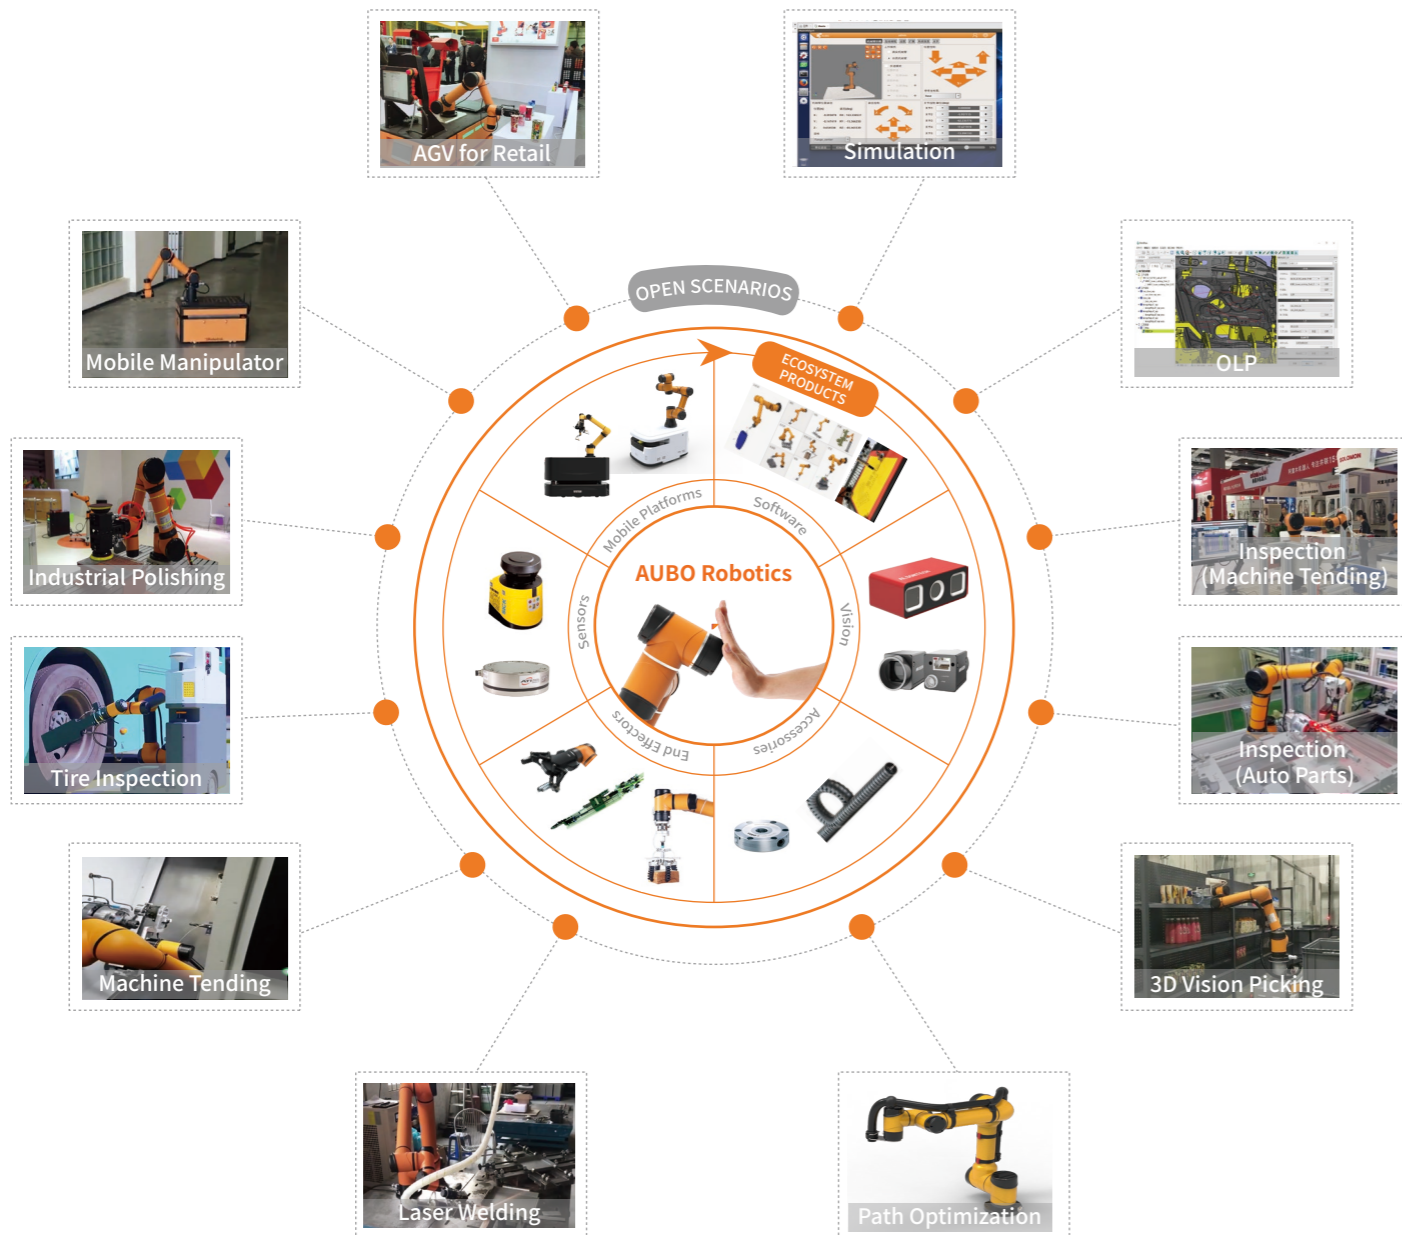 AGV for Retail
Simulation
Mobile Manipulator
OPEN SCENARIOS
OLP
ECOSYSTEM
PRODUCTS
Mobile Platforms
Software
Industrial Polishing
Inspection
(Machine Tending)
AUBO Robotics
Sensors
Vision
Tire Inspection
End Effectors
Accessories
Inspection
(Auto Parts)
Machine Tending
3D Vision Picking
Laser Welding
Path Optimization